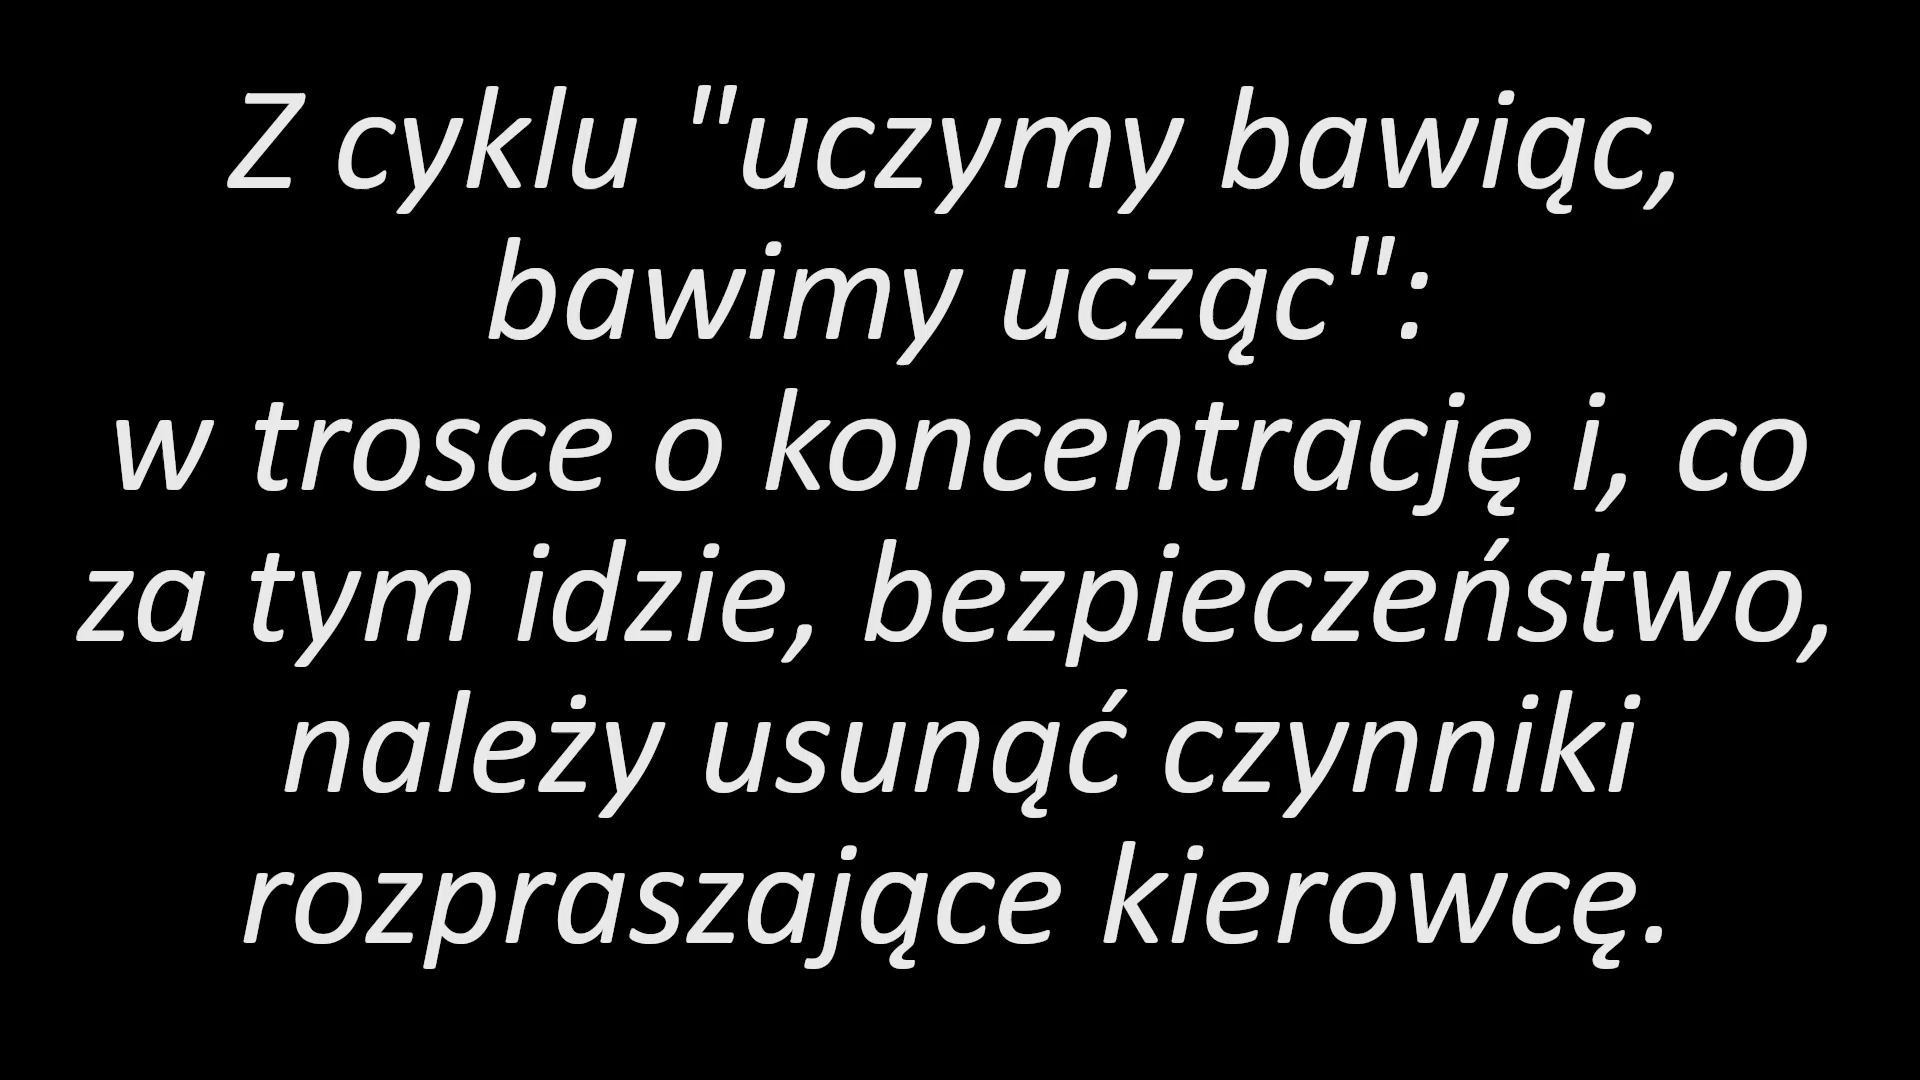 Z cyklu "uczymy bawiąc,
bawimy ucząc":
w trosce o koncentrację i, co
za tym idzie, bezpieczeństwo,
należy usunąć czynniki
rozpraszające kierowcę.